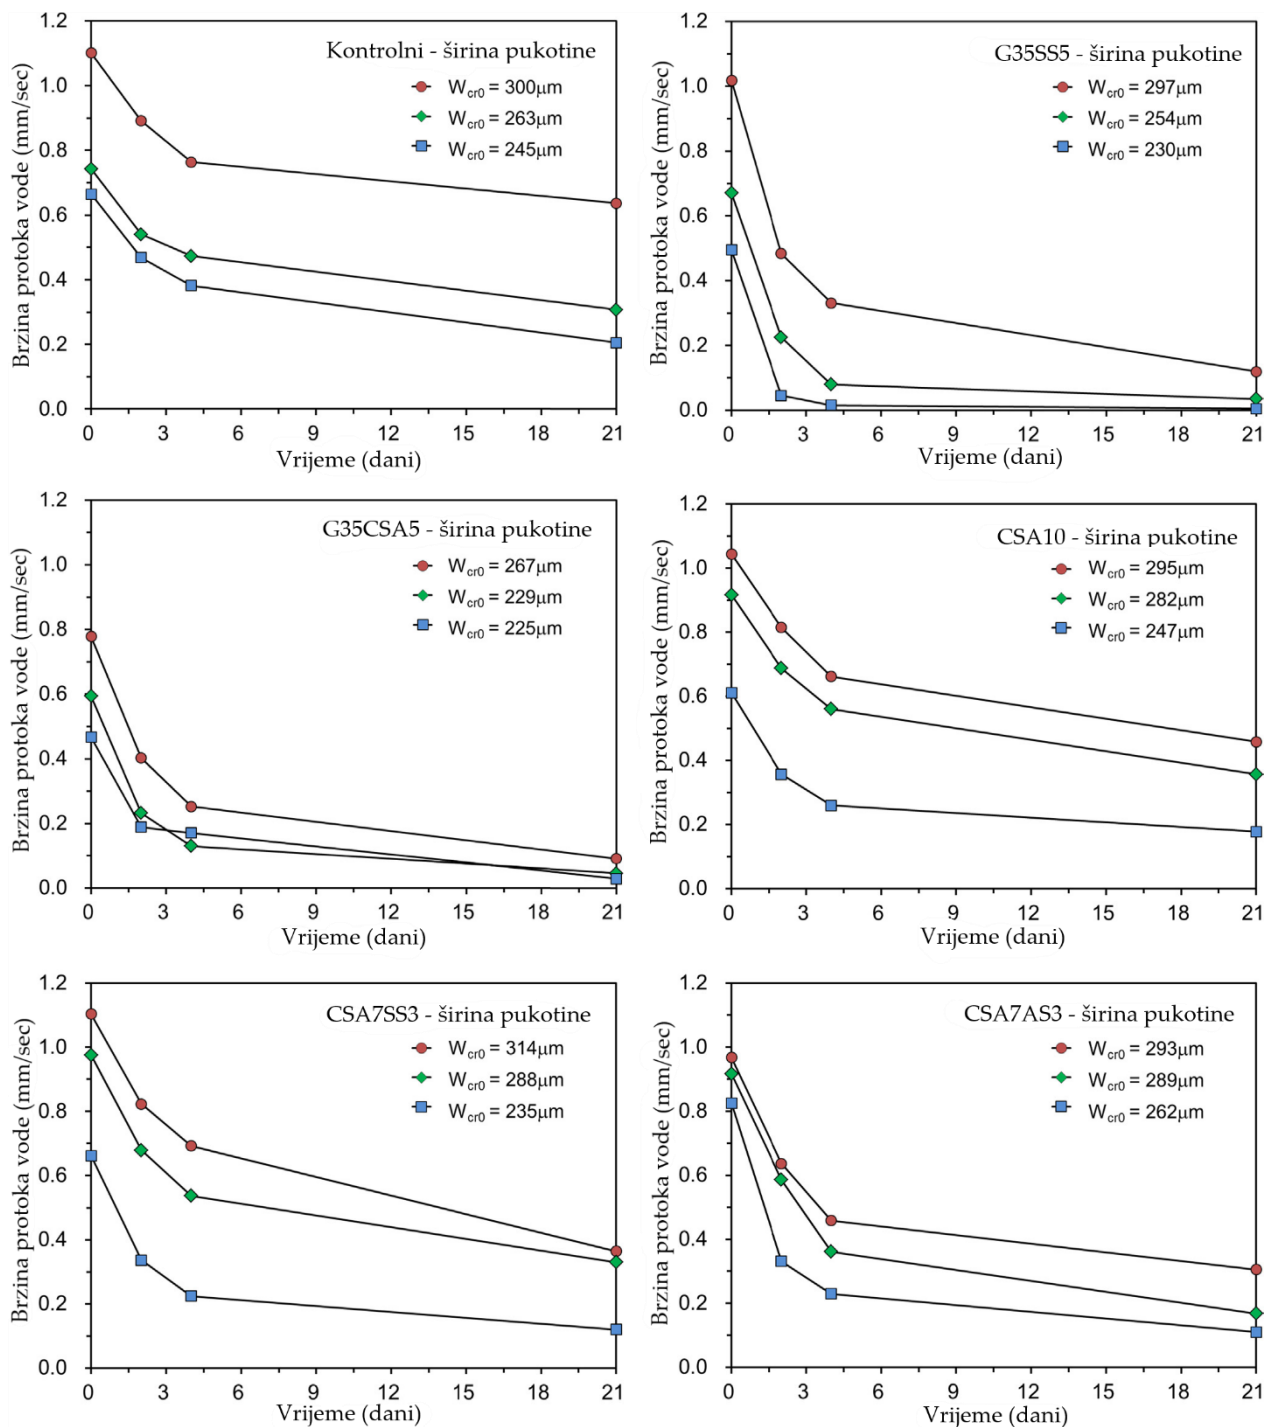 Kontrolni - širina pukotine
W_cr0 = 300μm
W_cr0 = 263μm
W_cr0 = 245μm
Brzina protoka vode (mm/sec)
1.2
1.0
0.8
0.6
0.4
0.2
0.0
0 3 6 9 12 15 18 21
Vrijeme (dani)
G35SS5 - širina pukotine
W_cr0 = 297μm
W_cr0 = 254μm
W_cr0 = 230μm
Brzina protoka vode (mm/sec)
1.2
1.0
0.8
0.6
0.4
0.2
0.0
0 3 6 9 12 15 18 21
Vrijeme (dani)
G35CSA5 - širina pukotine
W_cr0 = 267μm
W_cr0 = 229μm
W_cr0 = 225μm
Brzina protoka vode (mm/sec)
1.2
1.0
0.8
0.6
0.4
0.2
0.0
0 3 6 9 12 15 18 21
Vrijeme (dani)
CSA10 - širina pukotine
W_cr0 = 295μm
W_cr0 = 282μm
W_cr0 = 247μm
Brzina protoka vode (mm/sec)
1.2
1.0
0.8
0.6
0.4
0.2
0.0
0 3 6 9 12 15 18 21
Vrijeme (dani)
CSA7SS3 - širina pukotine
W_cr0 = 314μm
W_cr0 = 288μm
W_cr0 = 235μm
Brzina protoka vode (mm/sec)
1.2
1.0
0.8
0.6
0.4
0.2
0.0
0 3 6 9 12 15 18 21
Vrijeme (dani)
CSA7AS3 - širina pukotine
W_cr0 = 293μm
W_cr0 = 289μm
W_cr0 = 262μm
Brzina protoka vode (mm/sec)
1.2
1.0
0.8
0.6
0.4
0.2
0.0
0 3 6 9 12 15 18 21
Vrijeme (dani)